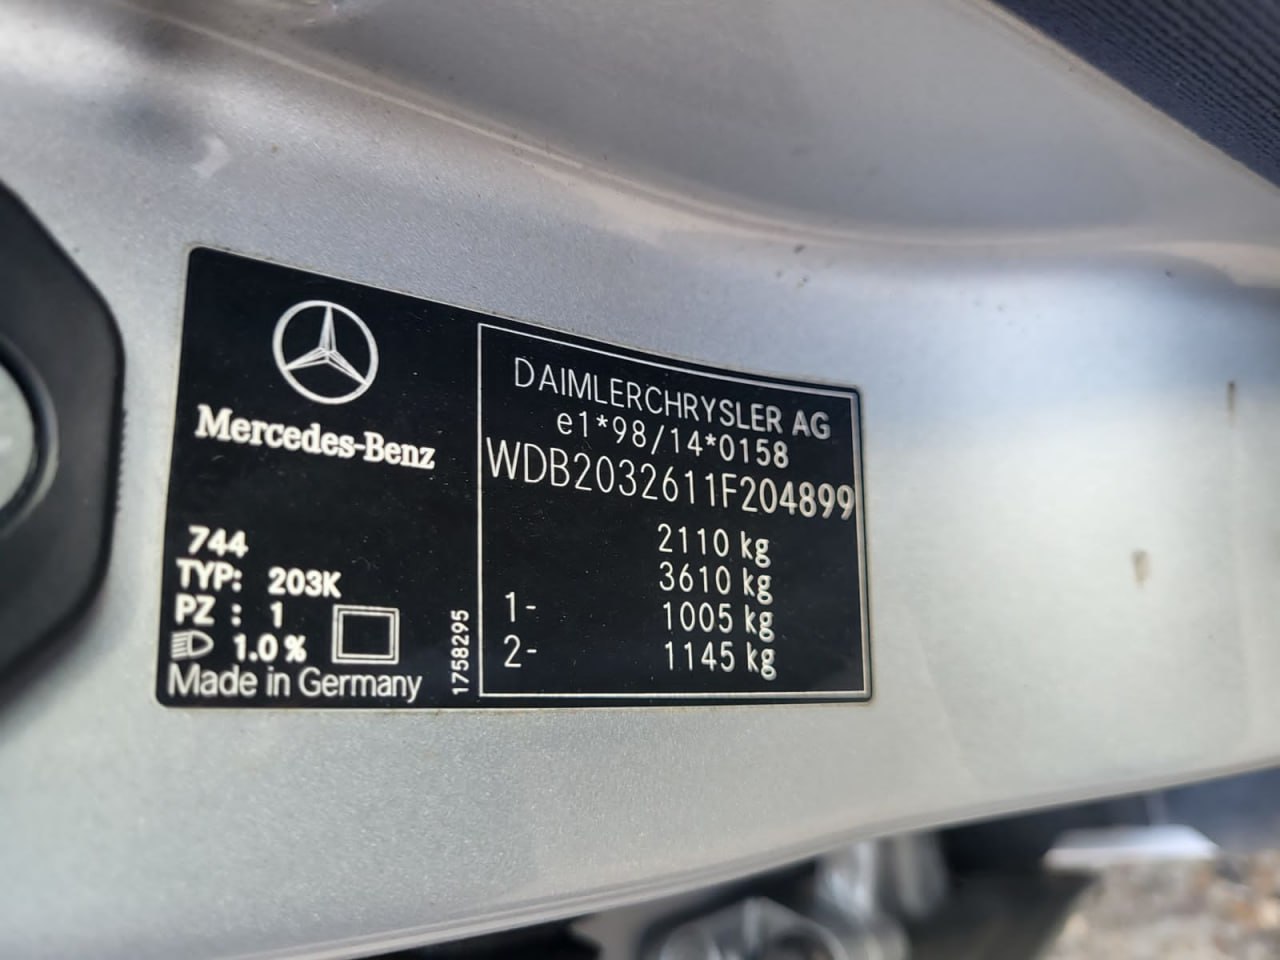 Mercedes-Benz
744
TYP: 203K
PZ : 1
1.0 %
Made in Germany
1758295
DAIMLERCHRYSLER AG
e1*98/14*0158
WDB2032611F204899
2110 kg
3610 kg
1- 1005 kg
2- 1145 kg